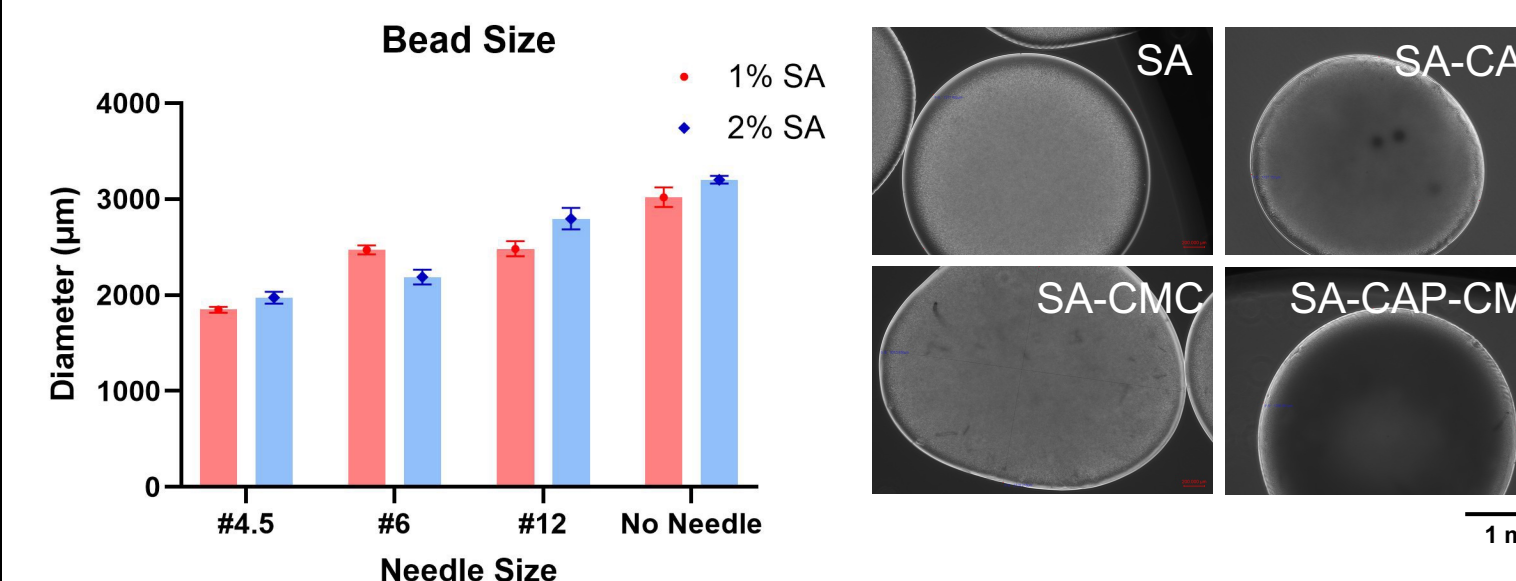 Bead Size
1% SA
2% SA
4000
3000
2000
1000
0
Diameter (µm)
#4.5 #6 #12 No Needle
Needle Size
SA
SA-CA
SA-CMC
SA-CAP-CM
1 m